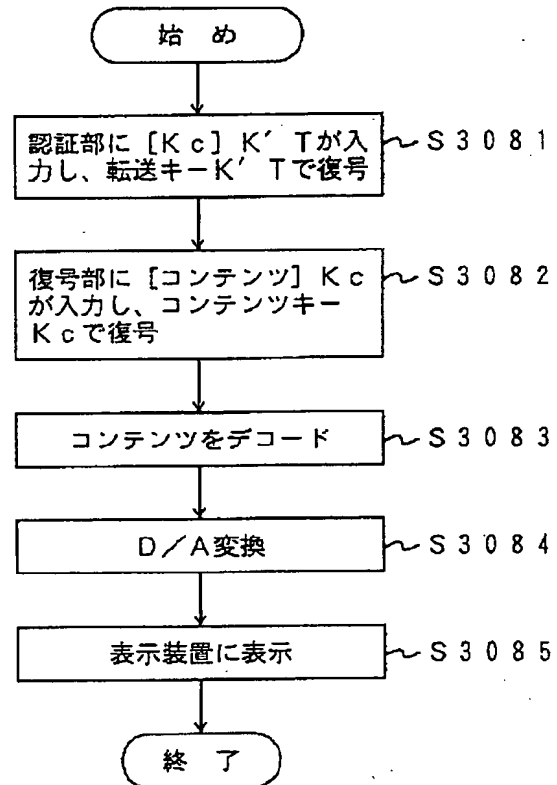 始 め
認証部に［Ｋｃ］Ｋ′Ｔが入
力し、転送キーＫ′Ｔで復号
Ｓ３０８１
復号部に［コンテンツ］Ｋｃ
が入力し、コンテンツキー
Ｋｃで復号
Ｓ３０８２
コンテンツをデコード
Ｓ３０８３
Ｄ／Ａ変換
Ｓ３０８４
表示装置に表示
Ｓ３０８５
終 了